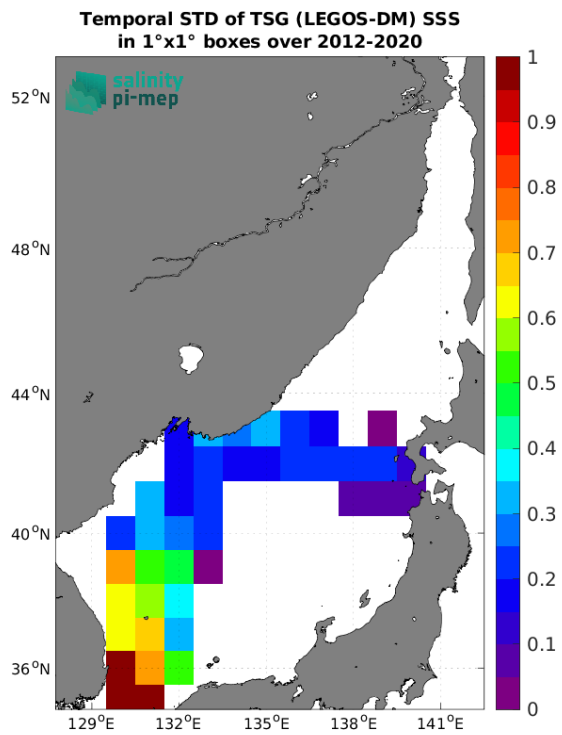 Temporal STD of TSG (LEGOS-DM) SSS
in 1°x1° boxes over 2012-2020
salinity
pi-mep
52°N
48°N
44°N
40°N
36°N
129°E
132°E
135°E
138°E
141°E
1
0.9
0.8
0.7
0.6
0.5
0.4
0.3
0.2
0.1
0